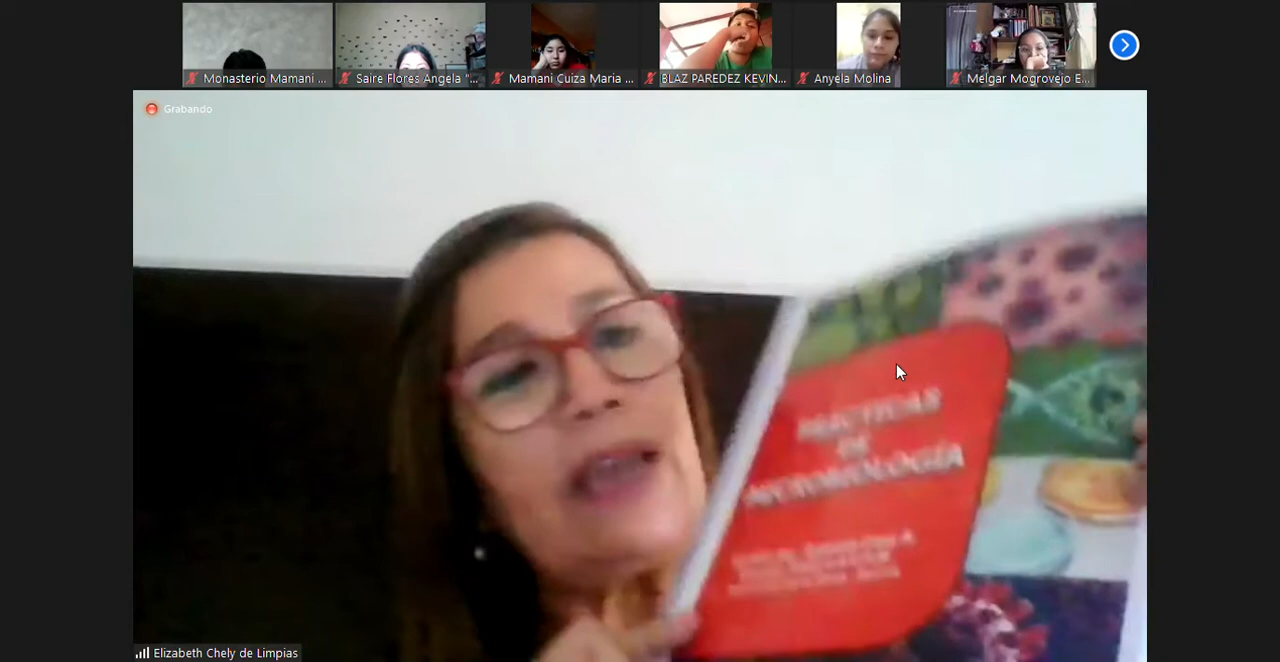 Monasterio Mamani ...
Saire Flores Angela "...
Mamani Cuiza Maria ...
BLAZ PAREDEZ KEVIN...
Anyela Molina
Melgar Mogrovejo E...
Grabando
PRÁCTICAS
DE
MICROBIOLOGÍA
Elizabeth Chely de Limpias